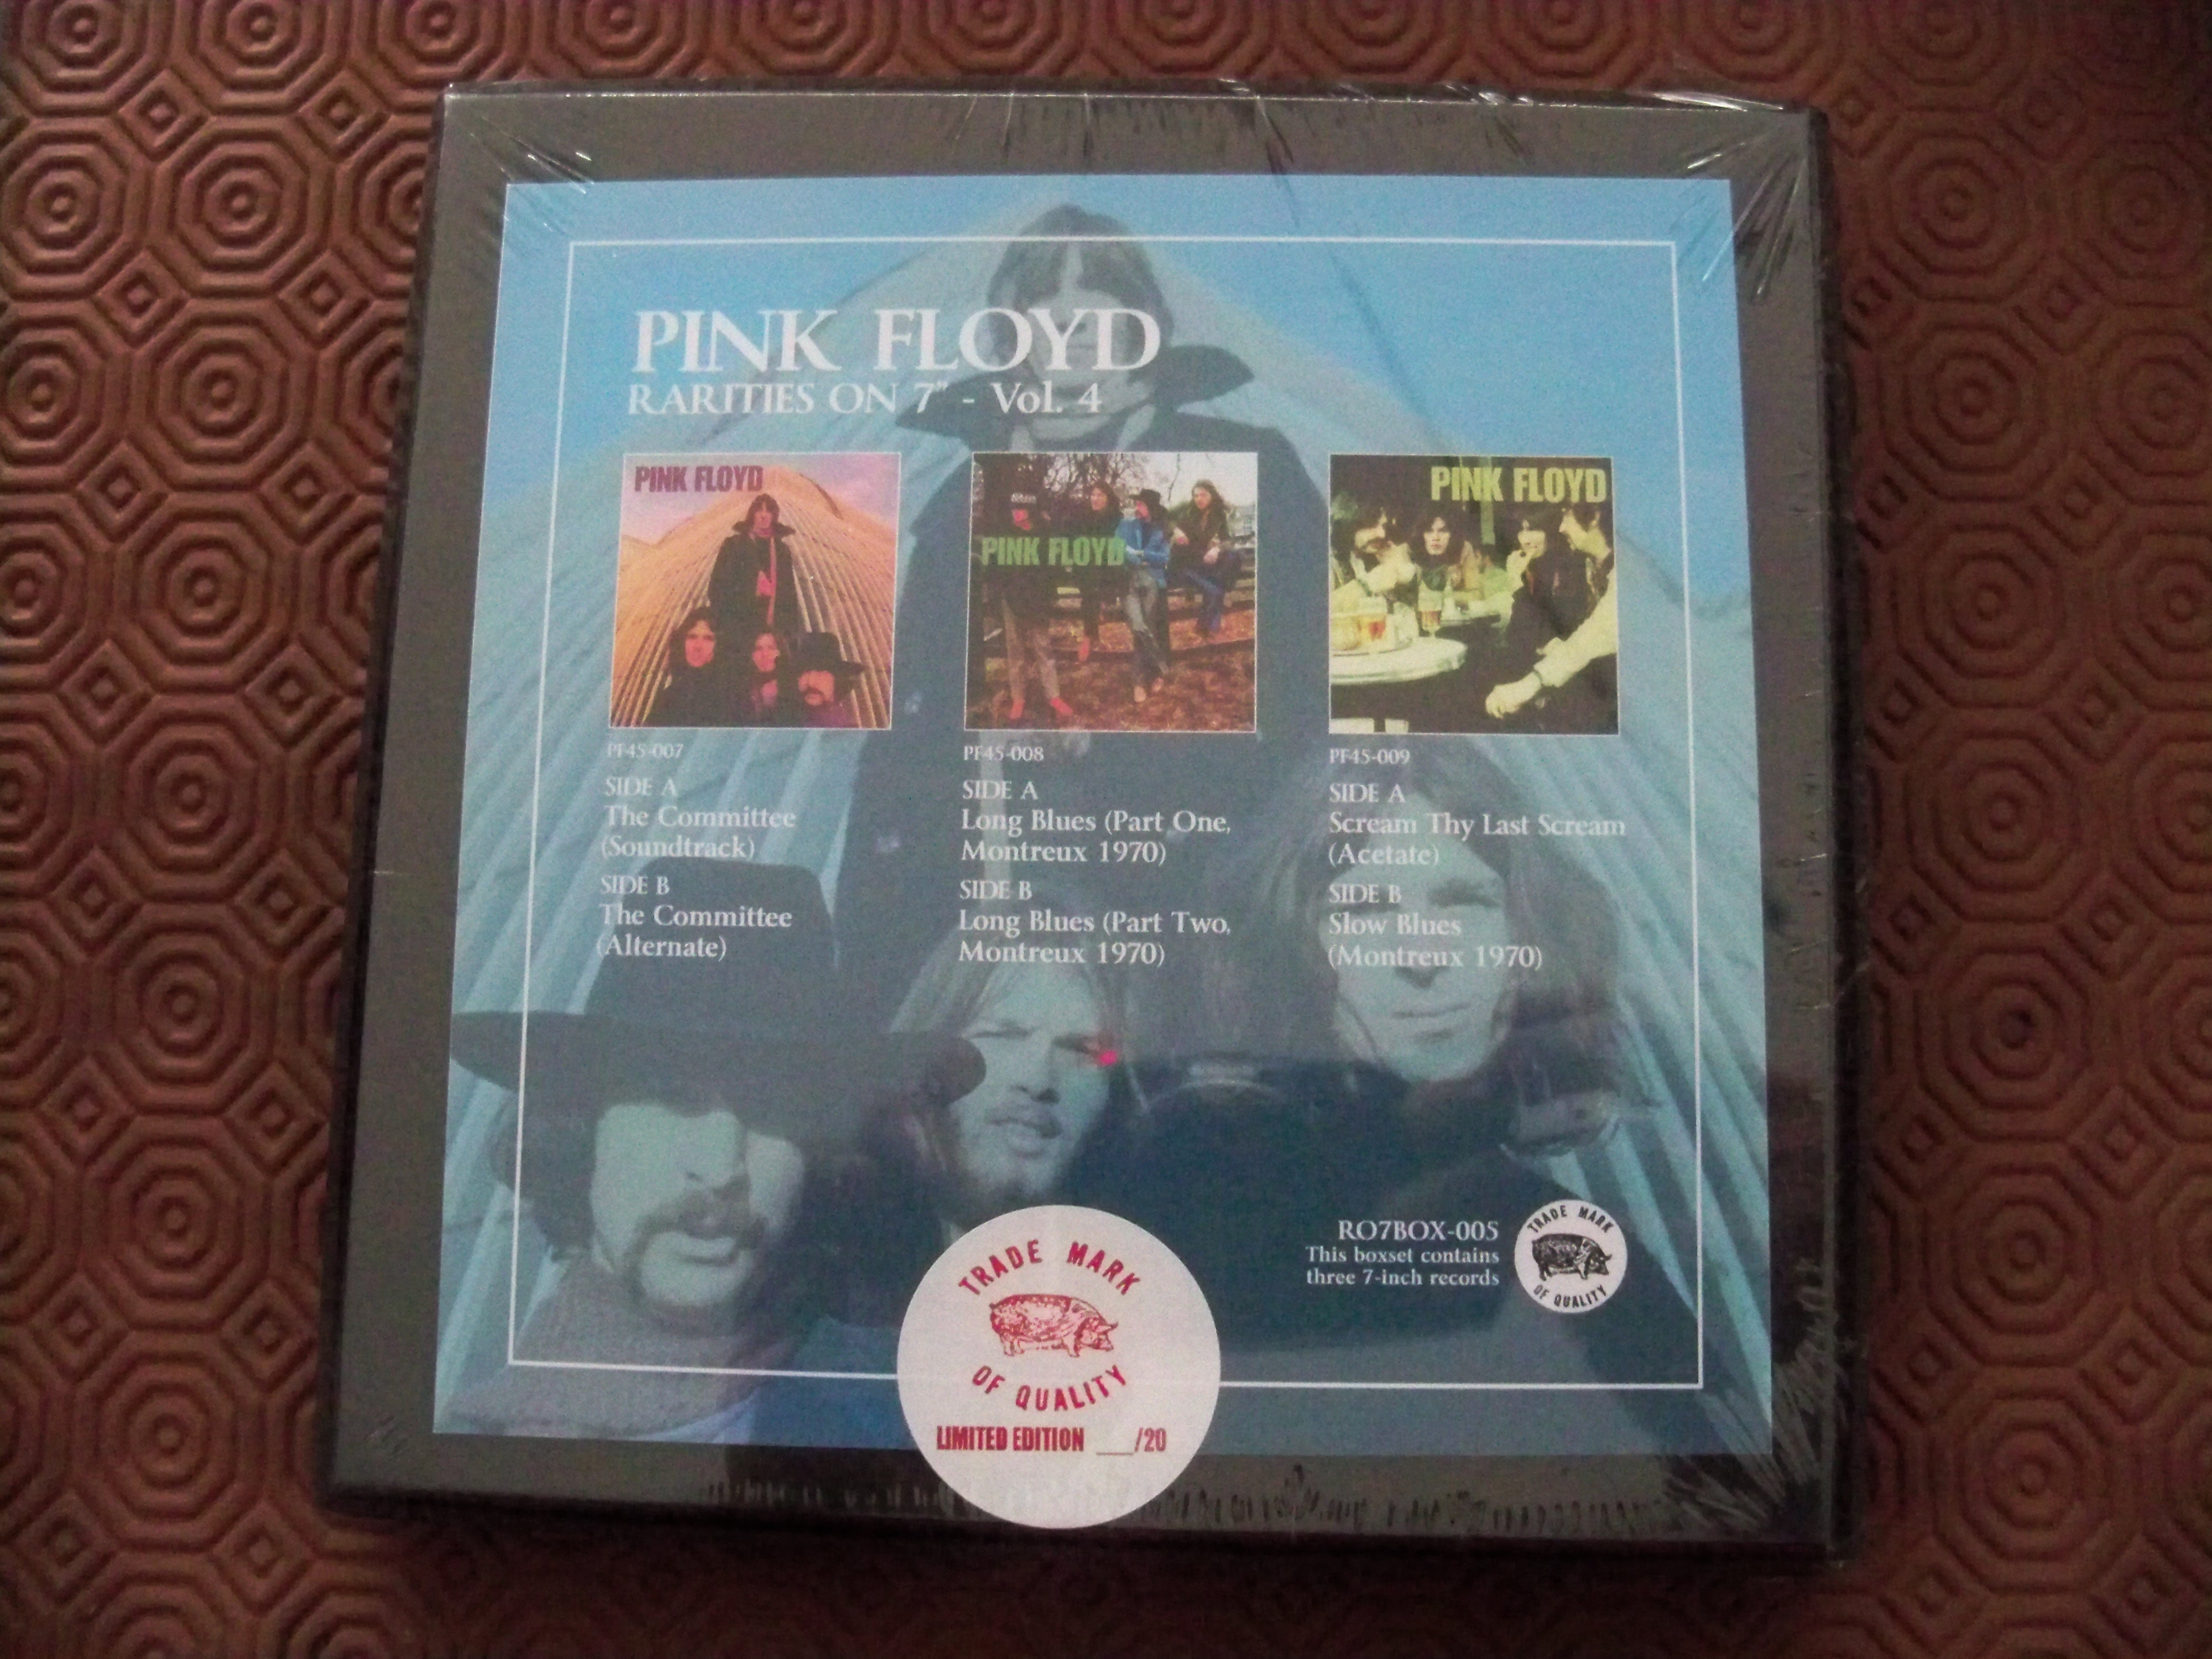 PINK FLOYD
RARITIES ON 7" - Vol. 4
PINK FLOYD
PF45-007
SIDE A
The Committee
(Soundtrack)
SIDE B
The Committee
(Alternate)
PINK FLOYD
PF45-008
SIDE A
Long Blues (Part One,
Montreux 1970)
SIDE B
Long Blues (Part Two,
Montreux 1970)
PINK FLOYD
PF45-009
SIDE A
Scream Thy Last Scream
(Acetate)
SIDE B
Slow Blues
(Montreux 1970)
RO7BOX-005
This boxset contains
three 7-inch records
TRADE MARK
OF QUALITY
TRADE MARK
OF QUALITY
LIMITED EDITION ___/20